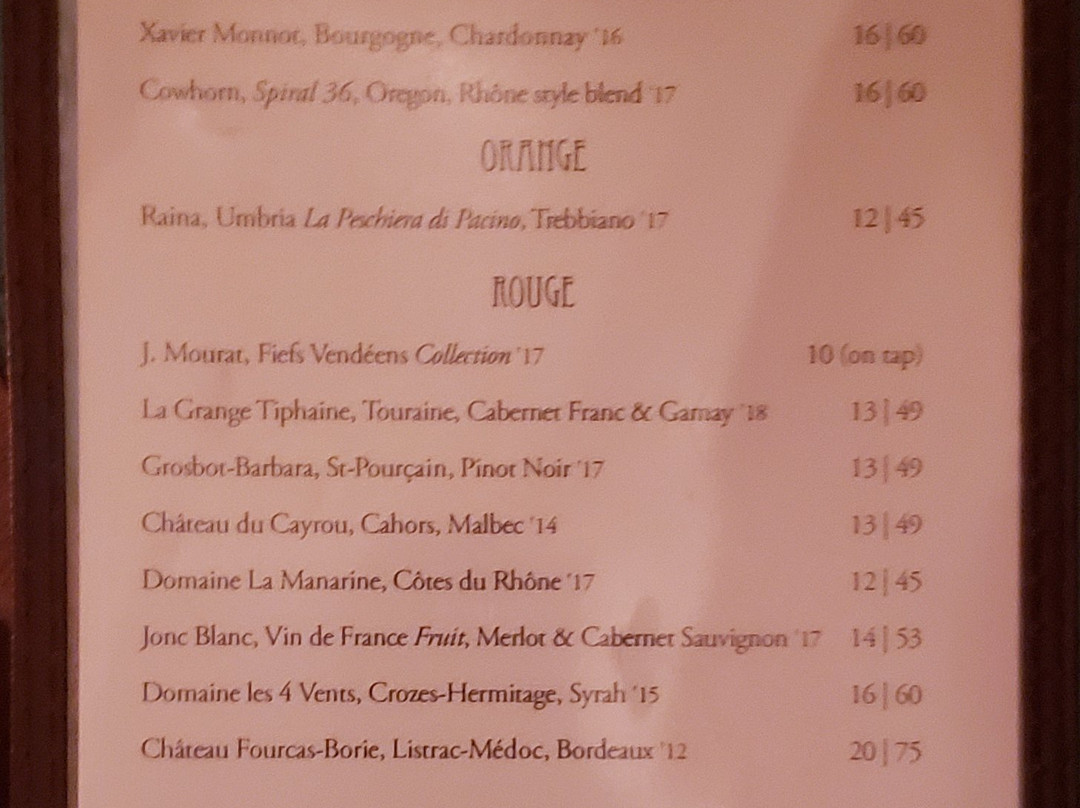 Xavier Monnot, Bourgogne, Chardonnay '16 16 | 60
Cowhorn, Spiral 36, Oregon, Rhône style blend '17 16 | 60
ORANGE
Raina, Umbria La Peschiera di Pacino, Trebbiano '17 12 | 45
ROUGE
J. Mourat, Fiefs Vendéens Collection '17 10 (on tap)
La Grange Tiphaine, Touraine, Cabernet Franc & Gamay '18 13 | 49
Grosbot-Barbara, St-Pourçain, Pinot Noir '17 13 | 49
Château du Cayrou, Cahors, Malbec '14 13 | 49
Domaine La Manarine, Côtes du Rhône '17 12 | 45
Jonc Blanc, Vin de France Fruit, Merlot & Cabernet Sauvignon '17 14 | 53
Domaine les 4 Vents, Crozes-Hermitage, Syrah '15 16 | 60
Château Fourcas-Borie, Listrac-Médoc, Bordeaux '12 20 | 75